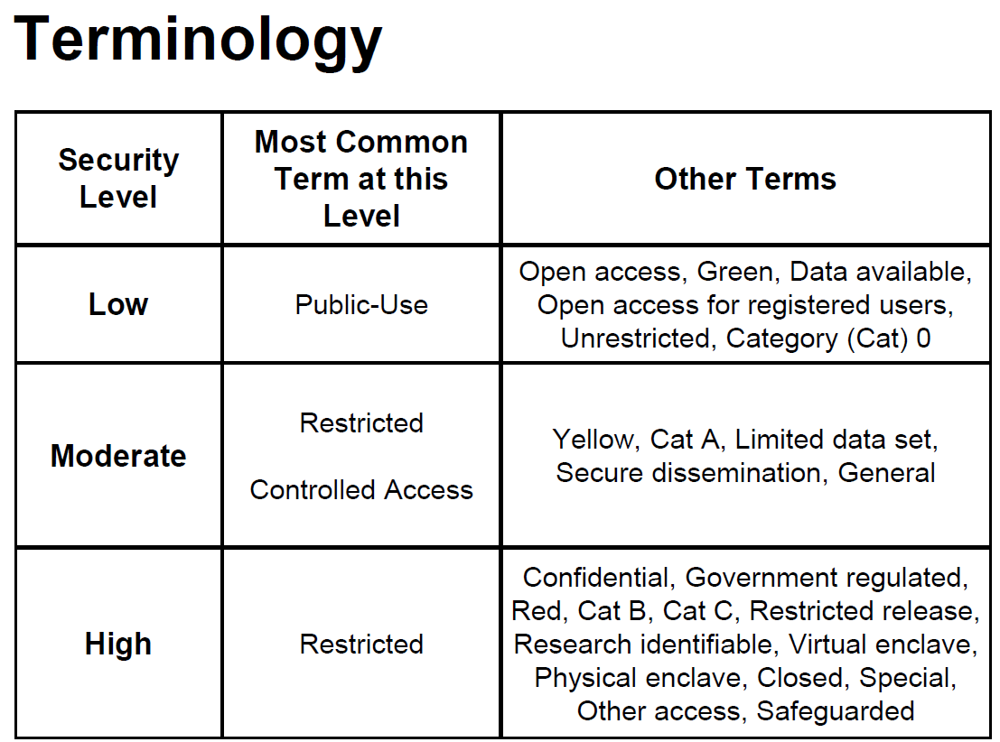 Terminology
Security
Level
Most Common
Term at this
Level
Other Terms
Low
Public-Use
Open access, Green, Data available,
Open access for registered users,
Unrestricted, Category (Cat) 0
Moderate
Restricted
Controlled Access
Yellow, Cat A, Limited data set,
Secure dissemination, General
High
Restricted
Confidential, Government regulated,
Red, Cat B, Cat C, Restricted release,
Research identifiable, Virtual enclave,
Physical enclave, Closed, Special,
Other access, Safeguarded